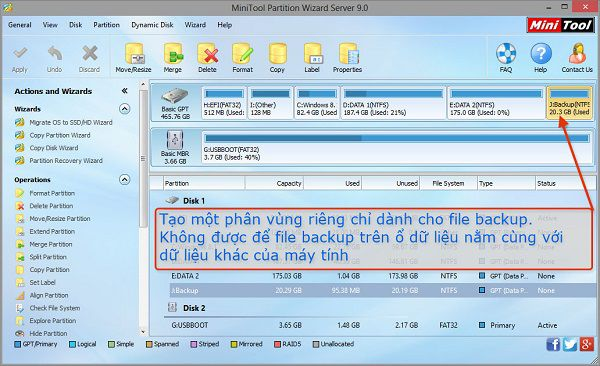 MiniTool Partition Wizard Server 9.0
General View Disk Partition Dynamic Disk Wizard Help
Mini Tool
Apply Undo Discard Move/Resize Merge Delete Format Copy Label Properties FAQ Help Contact Us
Actions and Wizards
Wizards
Migrate OS to SSD/HD Wizard
Copy Partition Wizard
Copy Disk Wizard
Partition Recovery Wizard
Operations
Format Partition
Delete Partition
Move/Resize Partition
Extend Partition
Merge Partition
Split Partition
Copy Partition
Set Label
Align Partition
Check File System
Explore Partition
Hide Partition
Basic GPT
465.76 GB
H:EFI(FAT32)
512 MB (Used:
I:(Other)
128 MB
C:Windows 8.
82.4 GB (Used:
D:DATA 1(NTFS)
187.4 GB (Used: 21%)
E:DATA 2(NTFS)
175.0 GB (Used: 0%)
J:Backup(NTFS
20.3 GB (Used
Basic MBR
3.66 GB
G:USBBOOT(FAT32)
3.7 GB (Used: 40%)
Partition Capacity Used Unused File System Type Status
Disk 1
Tạo một phân vùng riêng chỉ dành cho file backup.
Không được để file backup trên ổ dữ liệu nằm cùng với
dữ liệu khác của máy tính
E:DATA 2 175.03 GB 1.04 GB 173.98 GB NTFS GPT (Data P... None
J:Backup 20.29 GB 95.38 MB 20.19 GB NTFS GPT (Data P... None
Disk 2
G:USBBOOT 3.65 GB 1.48 GB 2.17 GB FAT32 Primary Active
GPT/Primary Logical Simple Spanned Striped Mirrored RAID5 Unallocated